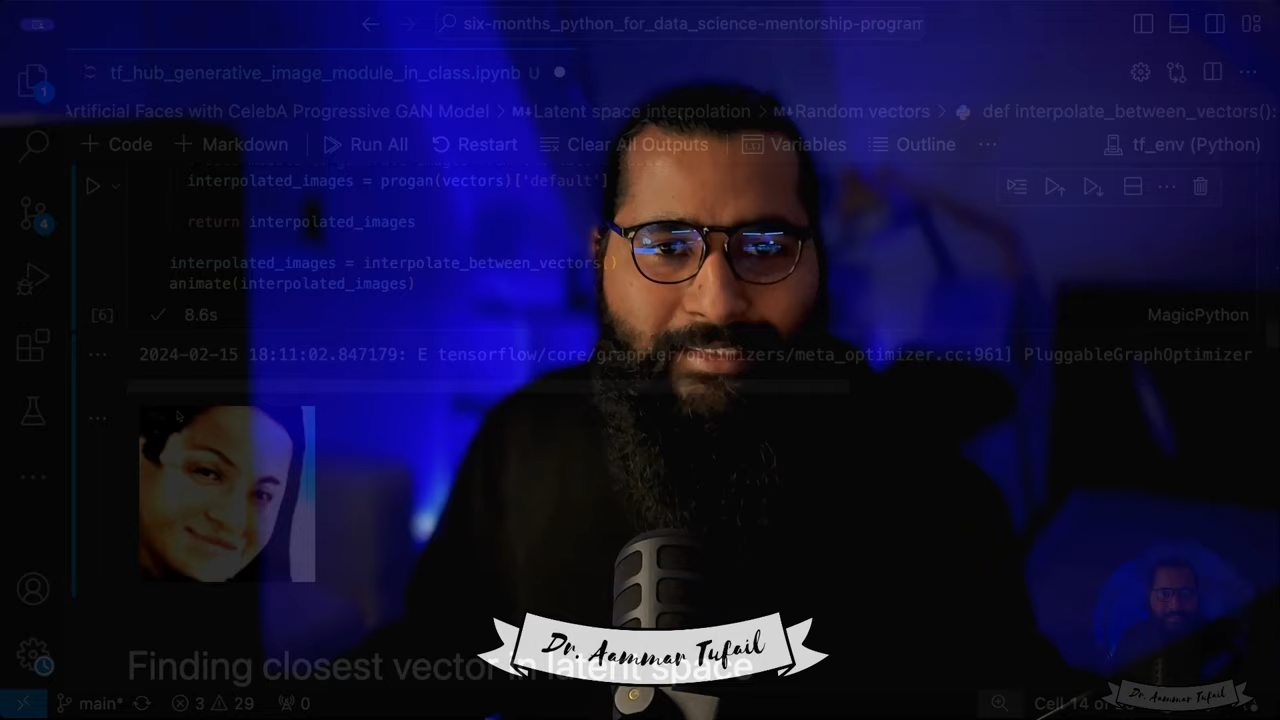 six-months_python_for_data_science-mentorship-program
tf_hub_generative_image_module_in_class.ipynb U
Artificial Faces with CelebA Progressive GAN Model > M↓Latent space interpolation > M↓Random vectors > def interpolate_between_vectors():
+ Code + Markdown Run All Restart Clear All Outputs Variables Outline ... tf_env (Python)
interpolated_images = progan(vectors)['default']
return interpolated_images
interpolated_images = interpolate_between_vectors()
animate(interpolated_images)
[6] ✓ 8.6s MagicPython
2024-02-15 18:11:02.847179: E tensorflow/core/grappler/optimizers/meta_optimizer.cc:961] PluggableGraphOptimizer
Dr. Aammar Tufail
Finding closest vector in latent space
Dr. Aammar Tufail
main* 3 29 0 Cell 14 of
1
4